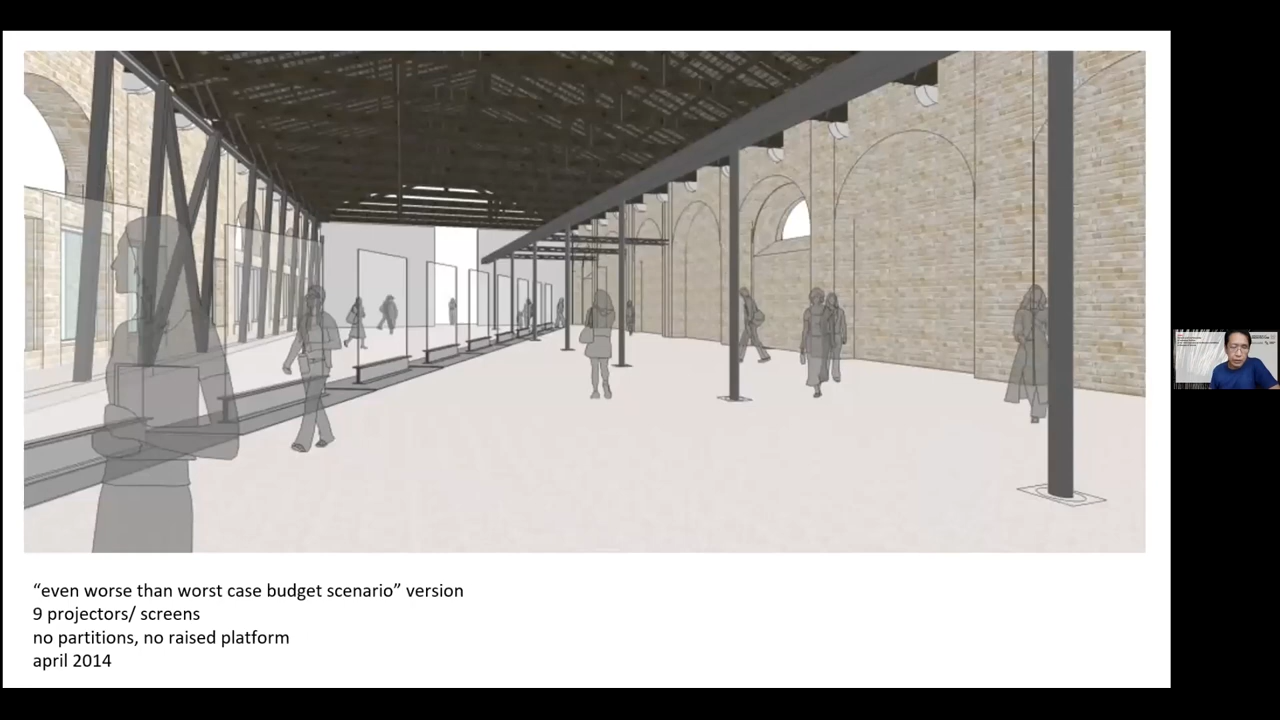 “even worse than worst case budget scenario” version
9 projectors/ screens
no partitions, no raised platform
april 2014